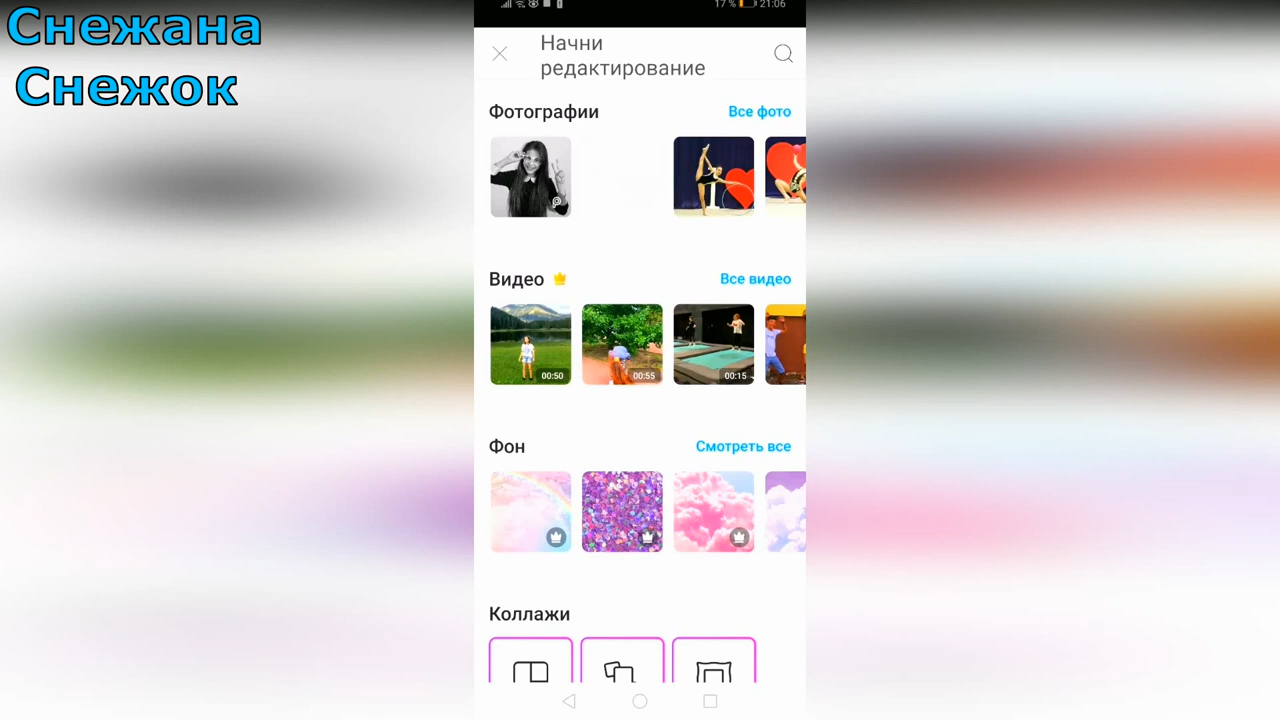 Снежана
Снежок
17 % 21:06
Начни
редактирование
Фотографии
Все фото
Видео
Все видео
00:50
00:55
00:15
Фон
Смотреть все
Коллажи